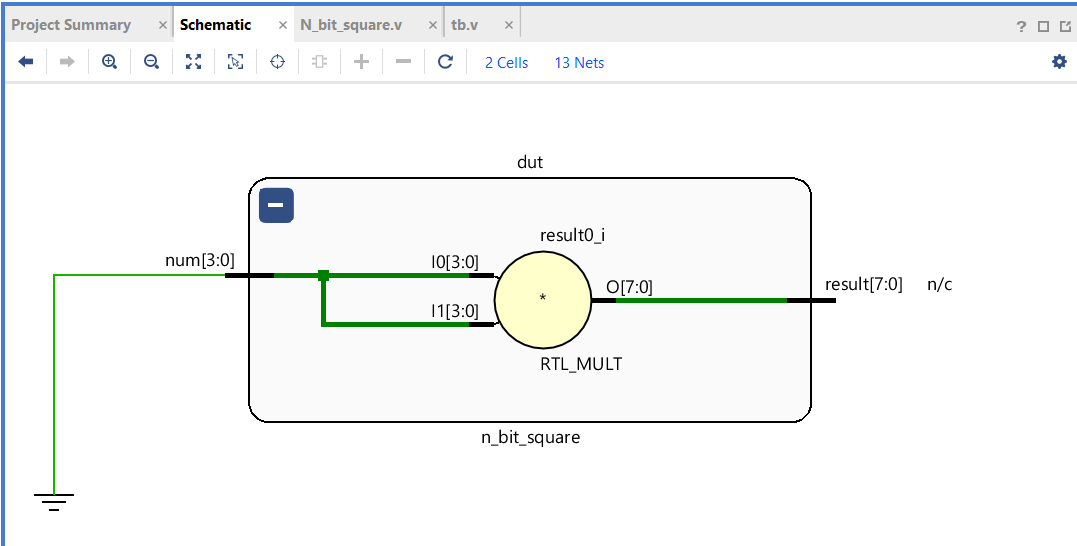 Project Summary × Schematic × N_bit_square.v × tb.v × ?
2 Cells 13 Nets
dut
result0_i
num[3:0] I0[3:0]
O[7:0] result[7:0] n/c
*
I1[3:0]
RTL_MULT
n_bit_square